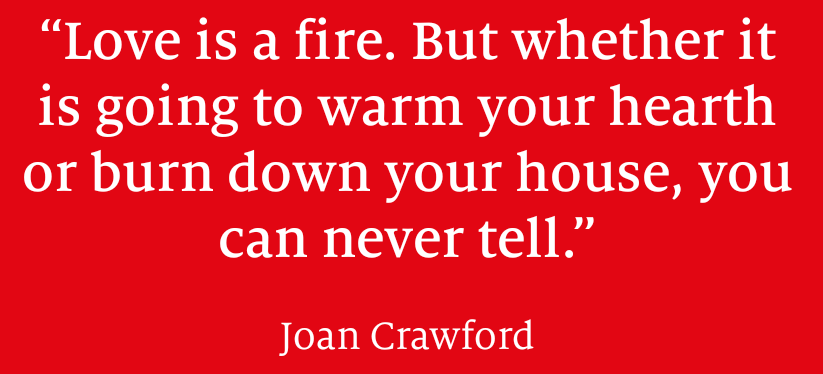 “Love is a fire. But whether it
is going to warm your hearth
or burn down your house, you
can never tell.”
Joan Crawford